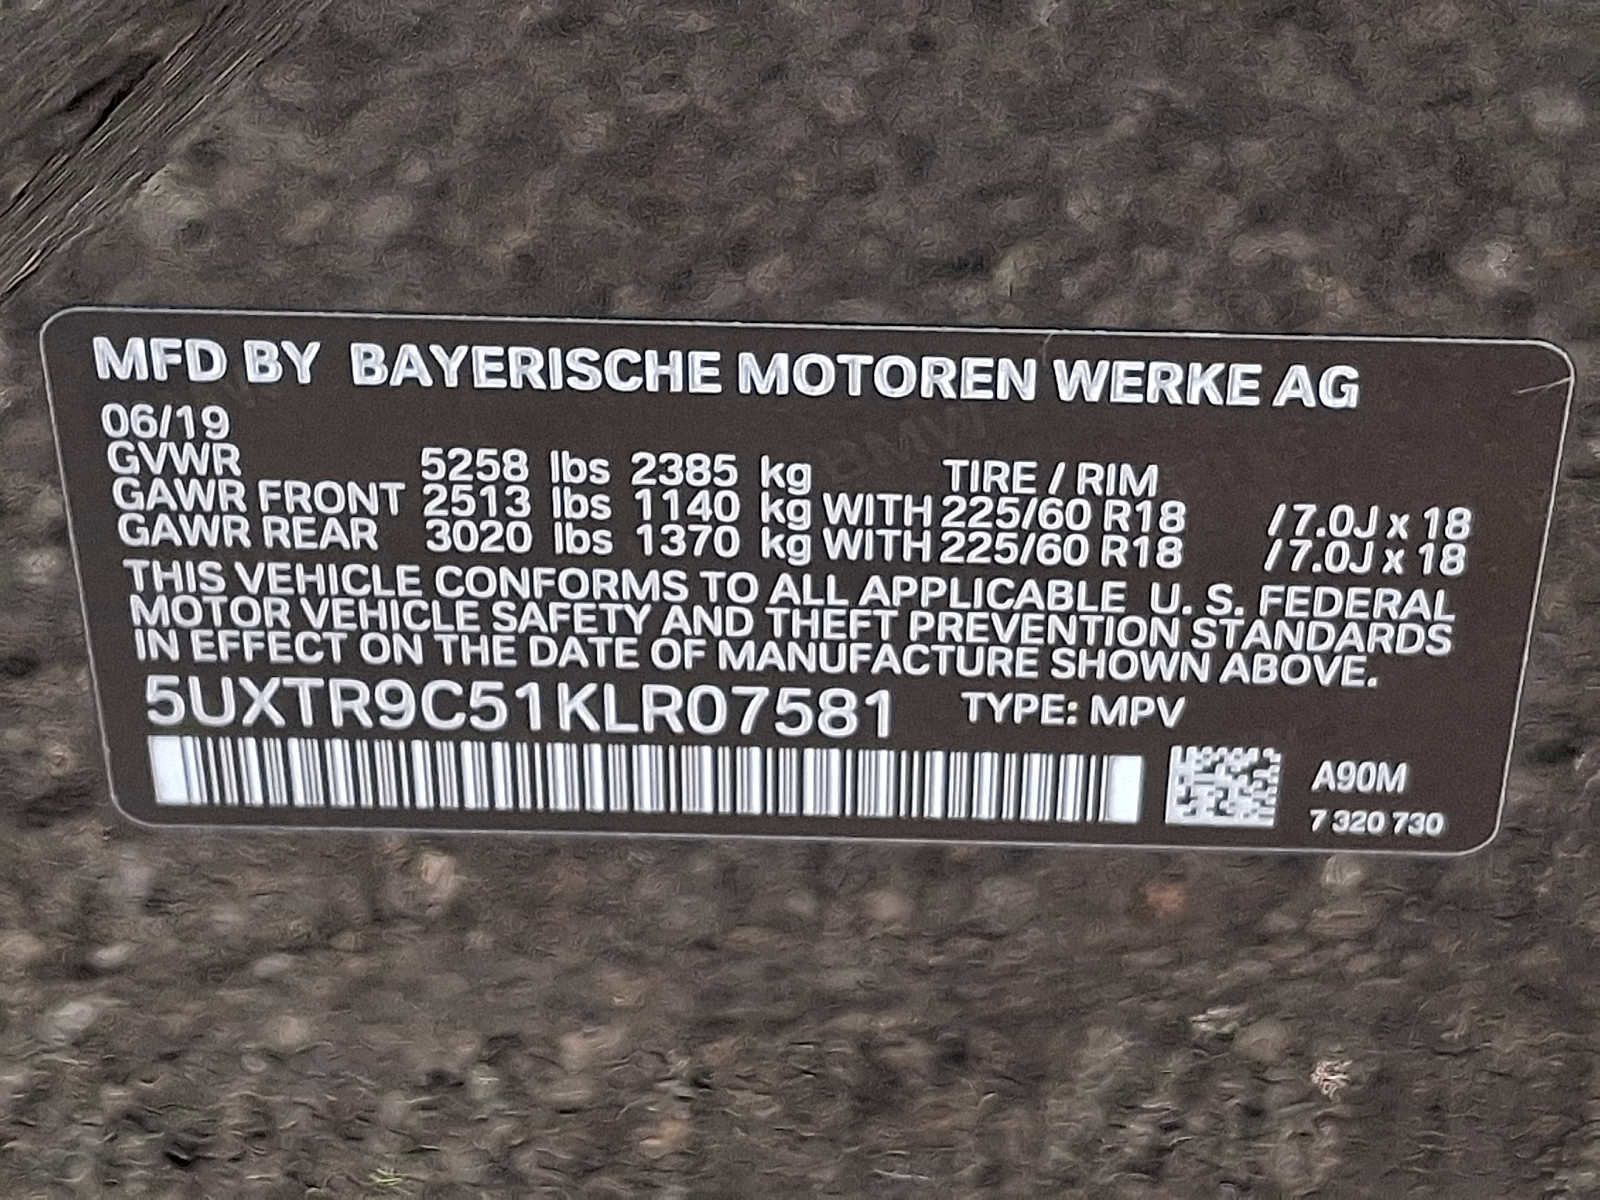 MFD BY BAYERISCHE MOTOREN WERKE AG
06/19
GVWR 5258 lbs 2385 kg TIRE / RIM
GAWR FRONT 2513 lbs 1140 kg WITH 225/60 R18 / 7.0J x 18
GAWR REAR 3020 lbs 1370 kg WITH 225/60 R18 / 7.0J x 18
THIS VEHICLE CONFORMS TO ALL APPLICABLE U. S. FEDERAL
MOTOR VEHICLE SAFETY AND THEFT PREVENTION STANDARDS
IN EFFECT ON THE DATE OF MANUFACTURE SHOWN ABOVE.
5UXTR9C51KLR07581 TYPE: MPV
A90M
7 320 730